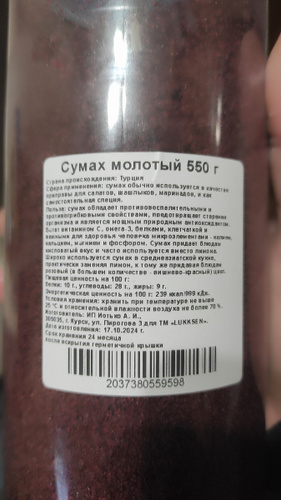 Сумах молотый 550 г
Страна происхождения: Турция
Сфера применения: сумах обычно используется в качестве
приправы для салатов, шашлыков, маринадов, и как
самостоятельная специя.
Польза: сумах обладает противовоспалительными и
противогрибковыми свойствами, предотвращает старение
организма и является мощным природным антиоксидантом.
Богат витамином С, омега-3, белками, клетчаткой и
важными для здоровья человека микроэлементами - калием,
кальцием, магнием и фосфором. Сумах придает блюдам
кисловатый вкус и часто используется вместо лимона.
Широко используется сумах в средиземноморской кухне,
практически заменяя лимон, к тому же придавая блюдам
розовый (в большем количестве - вишнево-красный) цвет.
Пищевая ценность на 100 г:
белки: 10 г., углеводы: 28 г., жиры: 9 г.
Энергетическая ценность на 100 г: 239 ккал/999 кДж.
Условия хранения: хранить при температуре не выше
25 °С и относительной влажности воздуха не более 70 %.
Изготовитель: ИП А. И.,
305035, г. Курск, ул. Пирогова 3 для ТМ «LUKKSEN».
Дата изготовления: 17.10.2024 г.
Срок хранения 24 месяца
после вскрытия герметичной крышки
2037380559598